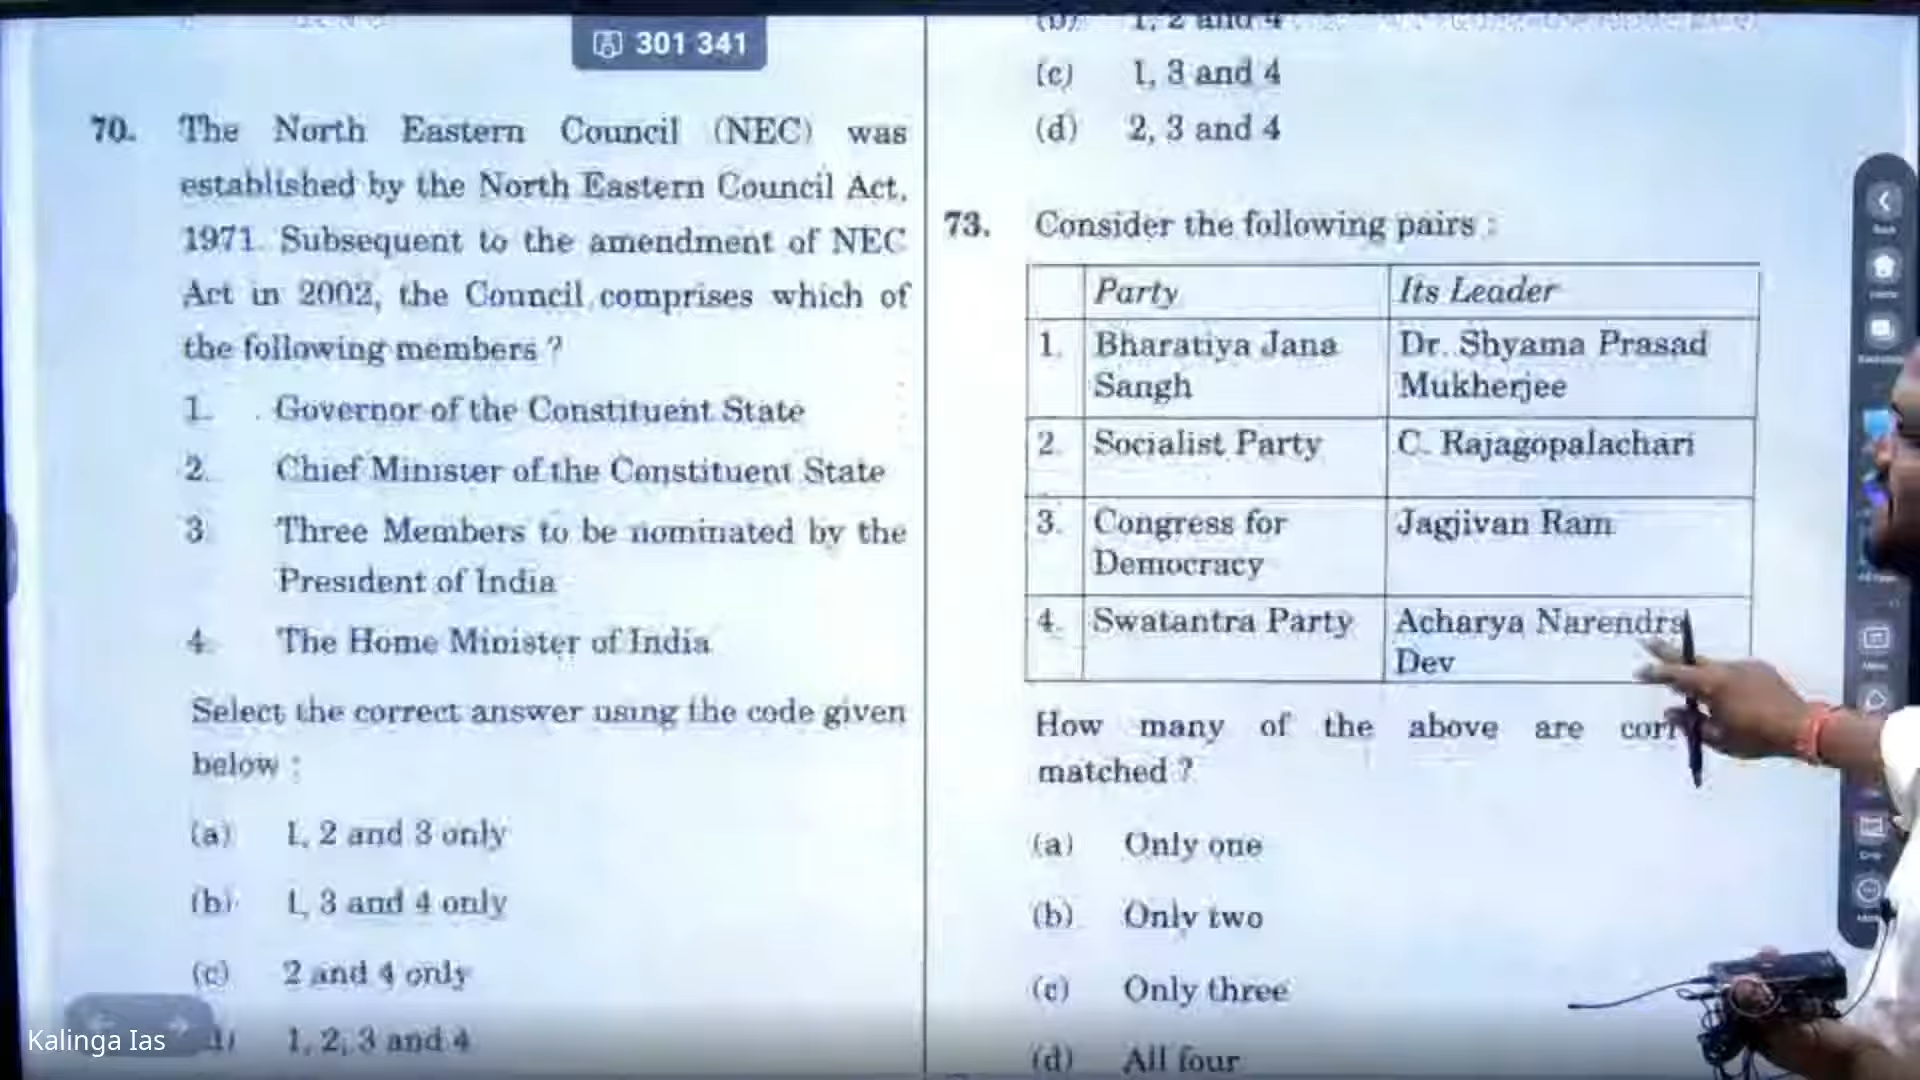 301 341
70. The North Eastern Council (NEC) was
established by the North Eastern Council Act,
1971. Subsequent to the amendment of NEC
Act in 2002, the Council comprises which of
the following members ?
1. Governor of the Constituent State
2. Chief Minister of the Constituent State
3. Three Members to be nominated by the
President of India
4. The Home Minister of India
Select the correct answer using the code given
below :
(a) 1, 2 and 3 only
(b) 1, 3 and 4 only
(c) 2 and 4 only
1, 2, 3 and 4
(b) 1, 2 and 4
(c) 1, 3 and 4
(d) 2, 3 and 4
73. Consider the following pairs :
Party Its Leader
1. Bharatiya Jana Dr. Shyama Prasad
Sangh Mukherjee
2. Socialist Party C. Rajagopalachari
3. Congress for Jagjivan Ram
Democracy
4. Swatantra Party Acharya Narendra
Dev
How many of the above are corr
matched ?
(a) Only one
(b) Only two
(c) Only three
(d) All four
Back
Kalinga Ias